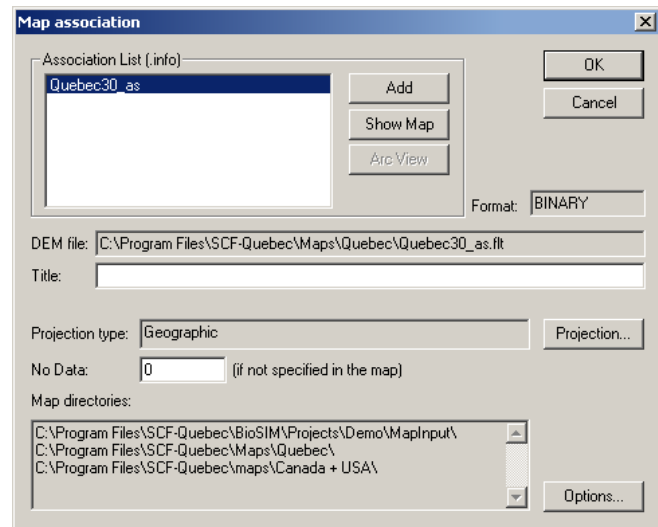 Map association
Association List (.info)
Quebec30_as
Add
Show Map
Arc View
OK
Cancel
Format: BINARY
DEM file: C:\Program Files\SCF-Quebec\Maps\Quebec\Quebec30_as.flt
Title:
Projection type: Geographic
Projection...
No Data: 0 (if not specified in the map)
Map directories:
C:\Program Files\SCF-Quebec\BioSIM\Projects\Demo\MapInput\
C:\Program Files\SCF-Quebec\Maps\Quebec\
C:\Program Files\SCF-Quebec\maps\Canada + USA\
Options...